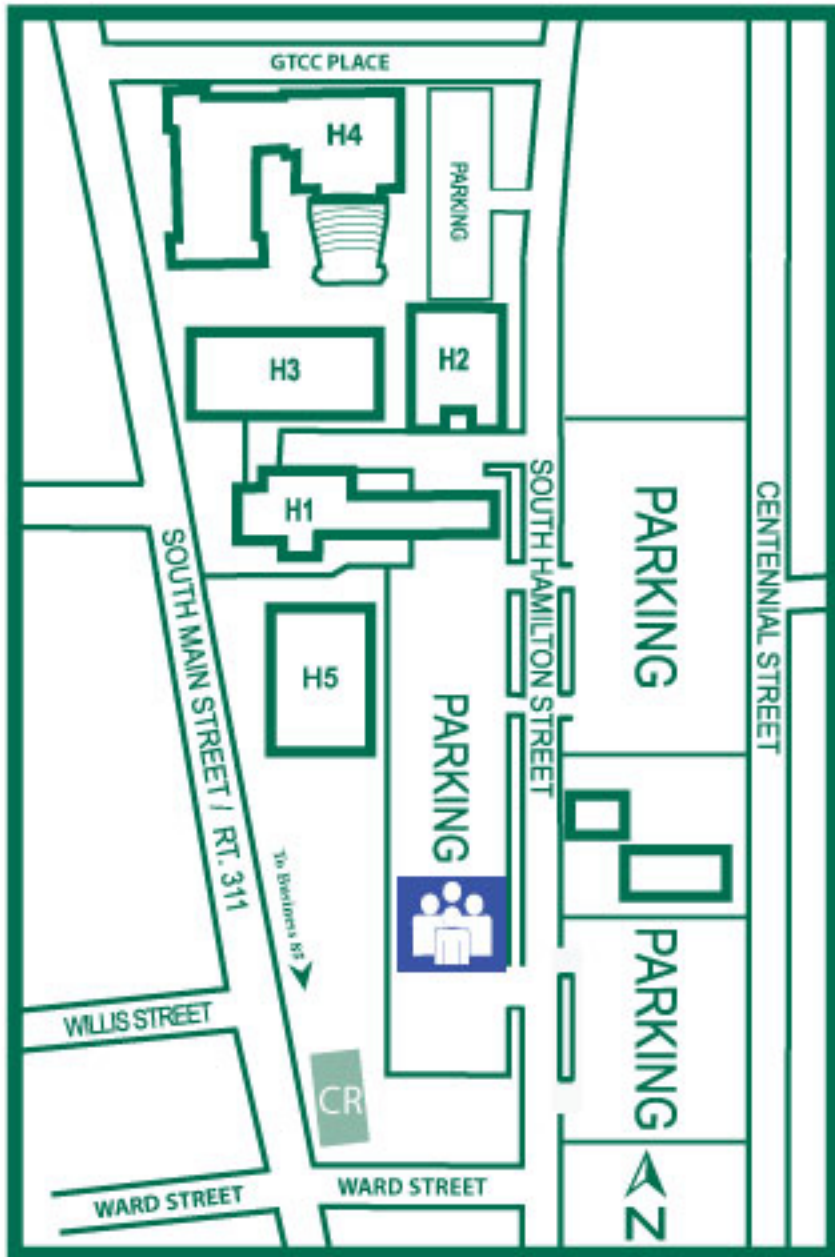 GTCC PLACE
H4
PARKING
H3
H2
H1
SOUTH HAMILTON STREET
PARKING
CENTENNIAL STREET
SOUTH MAIN STREET / RT. 311
H5
PARKING
To Business 85
WILLIS STREET
PARKING
CR
WARD STREET
WARD STREET
N